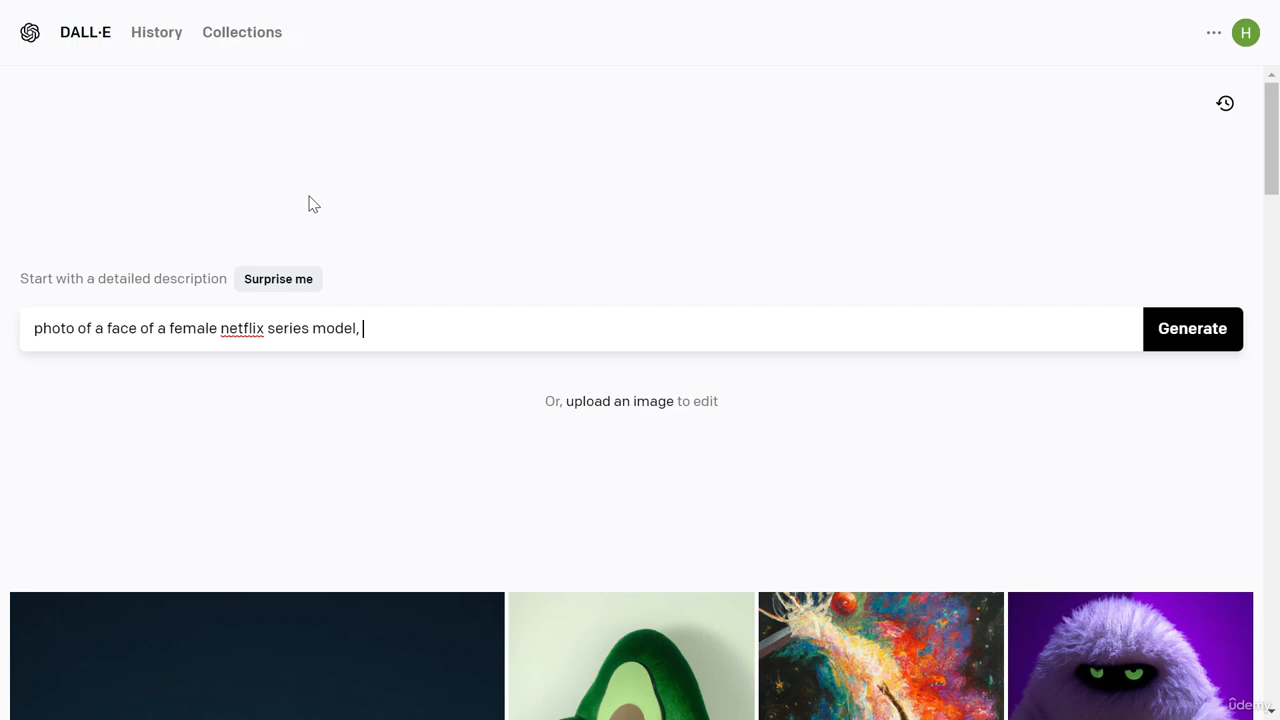 DALL·E History Collections
H
Start with a detailed description Surprise me
photo of a face of a female netflix series model,
Generate
Or, upload an image to edit
ûdemy